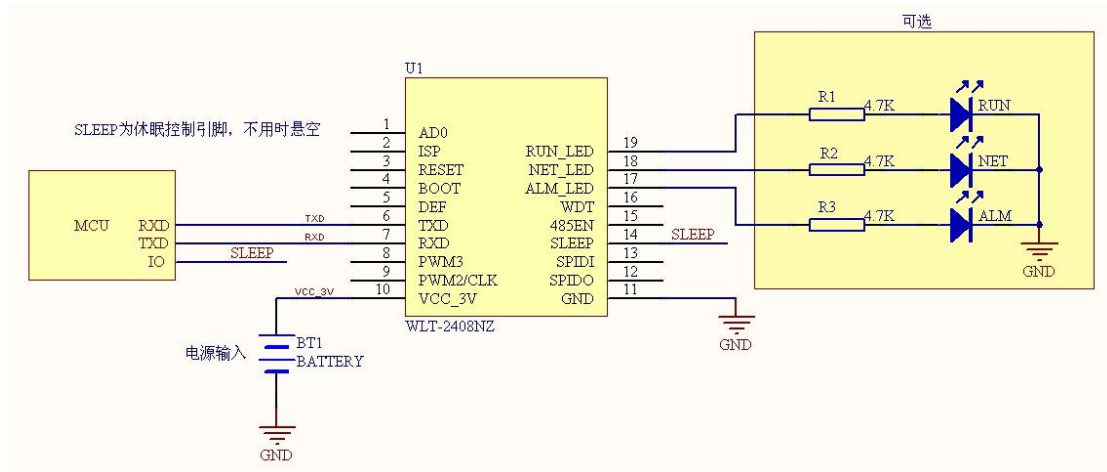 可选
U1
SLEEP为休眠控制引脚，不用时悬空
MCU
RXD
TXD
IO
TXD
RXD
SLEEP
VCC_3V
1 AD0
2 ISP
3 RESET
4 BOOT
5 DEF
6 TXD
7 RXD
8 PWM3
9 PWM2/CLK
10 VCC_3V
RUN_LED 19
NET_LED 18
ALM_LED 17
WDT 16
485EN 15
SLEEP 14
SPIDI 13
SPIDO 12
GND 11
WLT-2408NZ
SLEEP
GND
R1 4.7K RUN
R2 4.7K NET
R3 4.7K ALM
GND
电源输入
BT1
BATTERY
GND